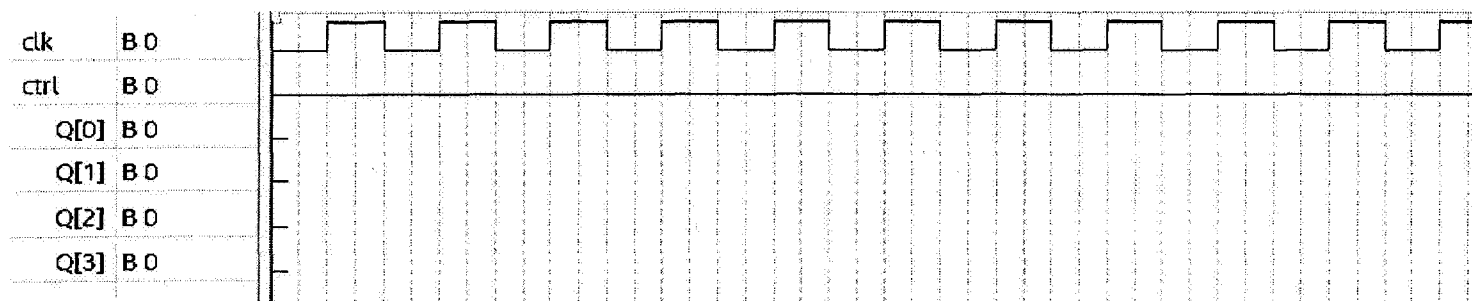 clk B 0
ctrl B 0
Q[0] B 0
Q[1] B 0
Q[2] B 0
Q[3] B 0